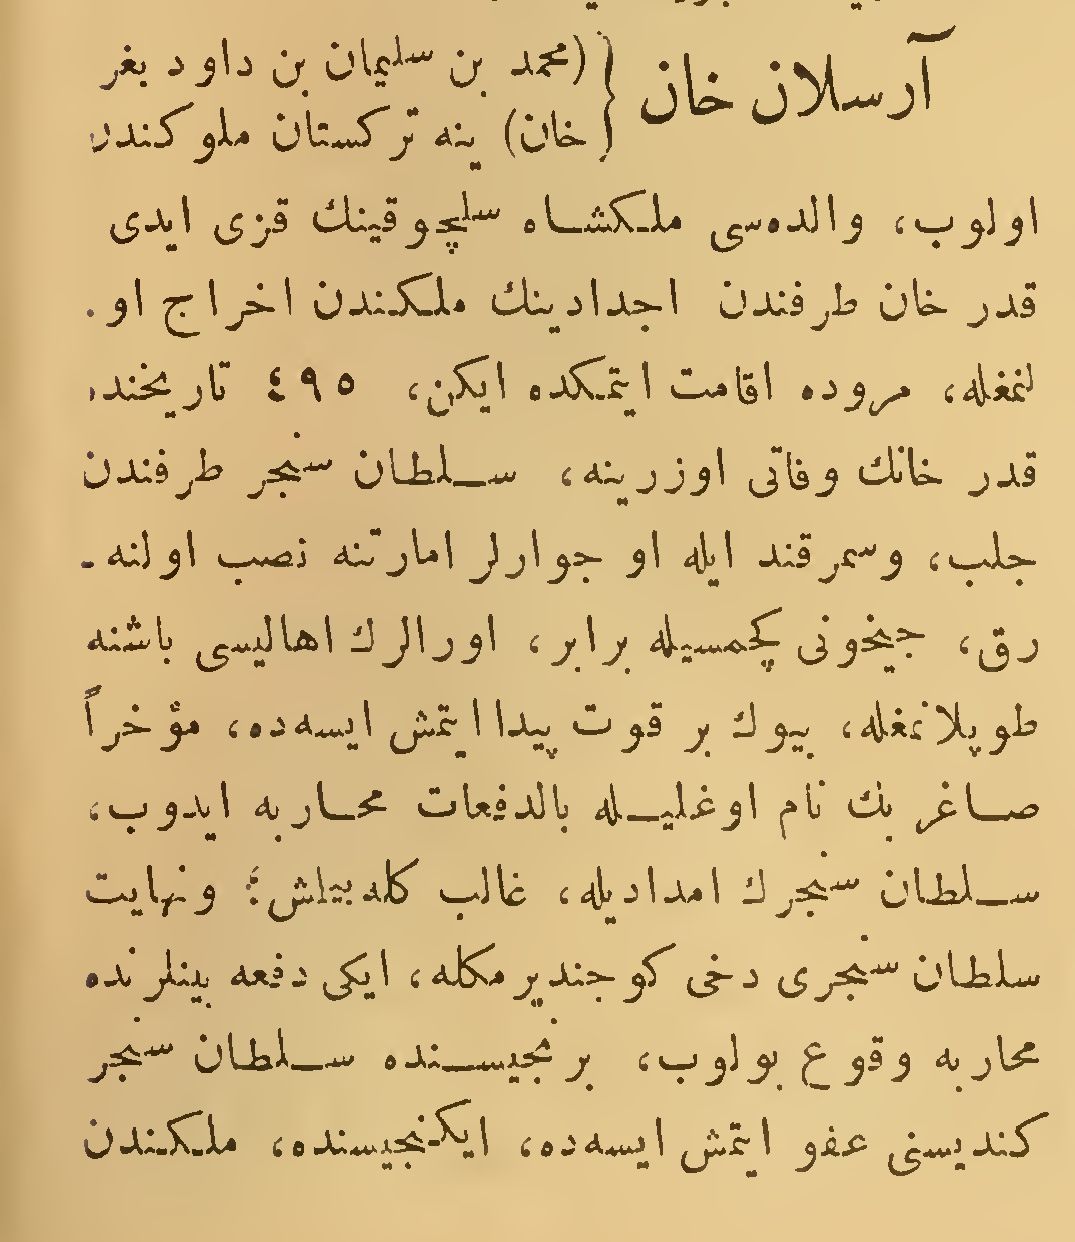 آرسلان خان { (محمد بن سلیمان بن داود بغر
خان) ینه ترکستان ملوکندن
اولوب، والده‌سی ملکشاه سلچوقینك قزی ایدی
قدر خان طرفندن اجدادینك ملکندن اخراج او.
لنمغله، مروده اقامت ایتمکده ایکن، ٤٩٥ تاریخنده
قدر خانك وفاتی اوزرینه، سلطان سنجر طرفندن
جلب، وسمرقند ایله او جوارلر امارتنه نصب اولنه-
رق، جیحونی کچمسیله برابر، اورالرك اهالیسی باشنه
طوپلانمغله، بیوك بر قوت پیدا ایتمش ایسه‌ده، مؤخراً
صاغر بك نام اوغلیله بالدفعات محاربه ایدوب،
سلطان سنجرك امدادیله، غالب کله‌بیلمش؛ ونهایت
سلطان سنجری دخی کوجندیرمکله، ایکی دفعه بینلرنده
محاربه وقوع بولوب، برنجیسنده سلطان سنجر
کندیسنی عفو ایتمش ایسه‌ده، ایکنجیسنده، ملکندن